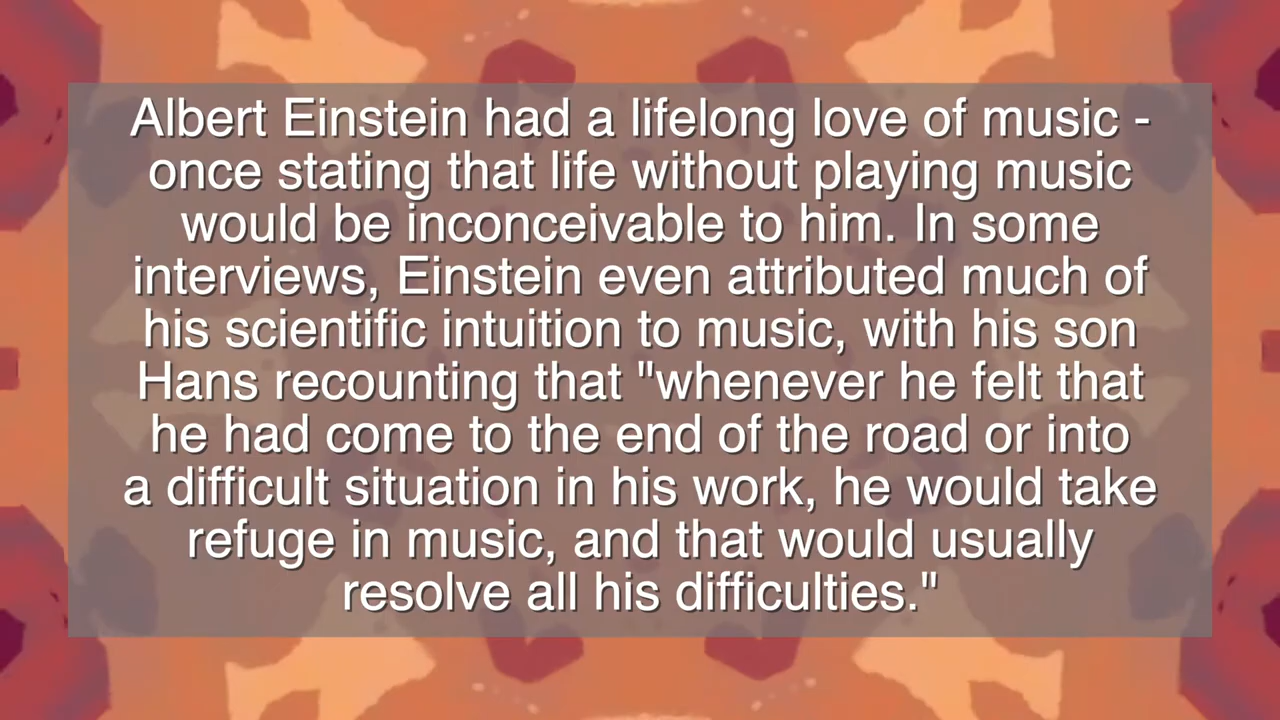 Albert Einstein had a lifelong love of music -
once stating that life without playing music
would be inconceivable to him. In some
interviews, Einstein even attributed much of
his scientific intuition to music, with his son
Hans recounting that "whenever he felt that
he had come to the end of the road or into
a difficult situation in his work, he would take
refuge in music, and that would usually
resolve all his difficulties."